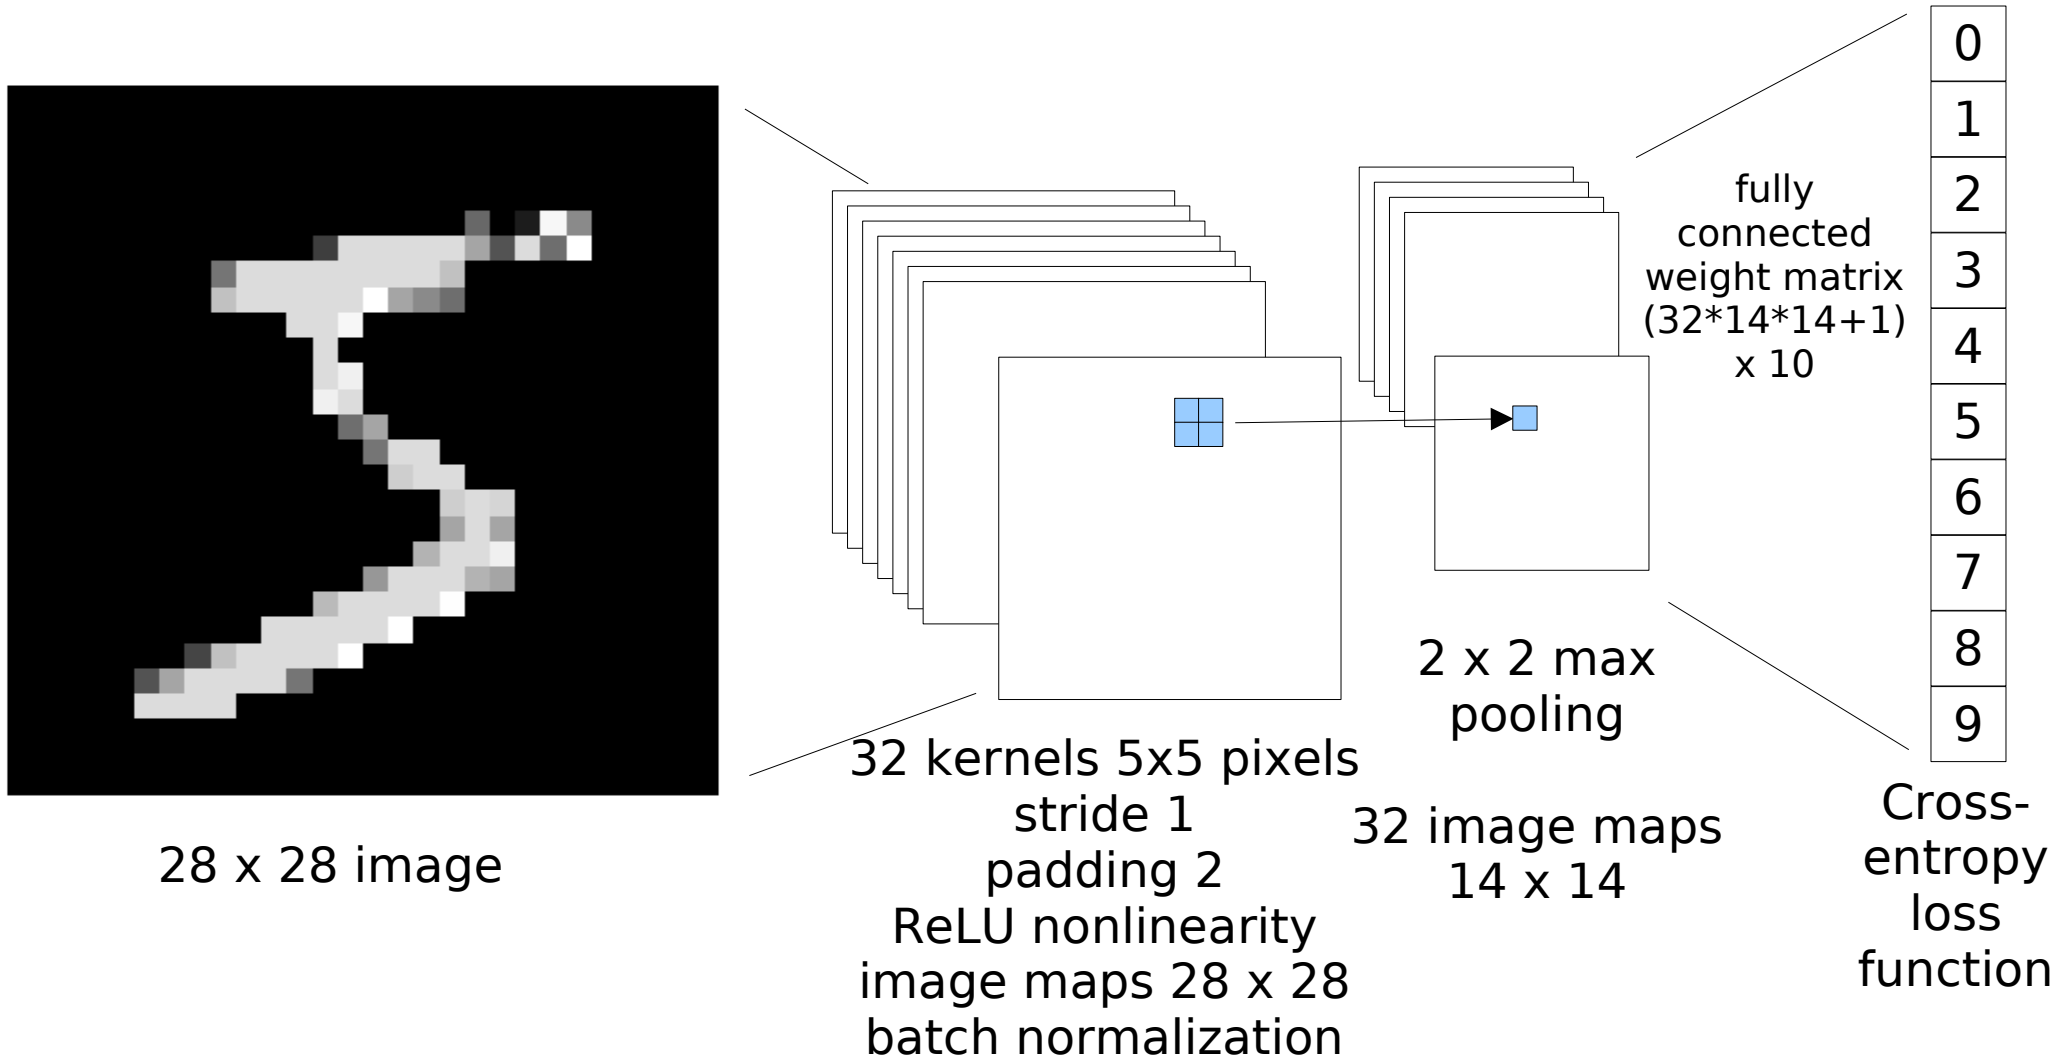 28 x 28 image
32 kernels 5x5 pixels
stride 1
padding 2
ReLU nonlinearity
image maps 28 x 28
batch normalization
2 x 2 max
pooling
32 image maps
14 x 14
fully
connected
weight matrix
(32*14*14+1)
x 10
0
1
2
3
4
5
6
7
8
9
Cross-
entropy
loss
function